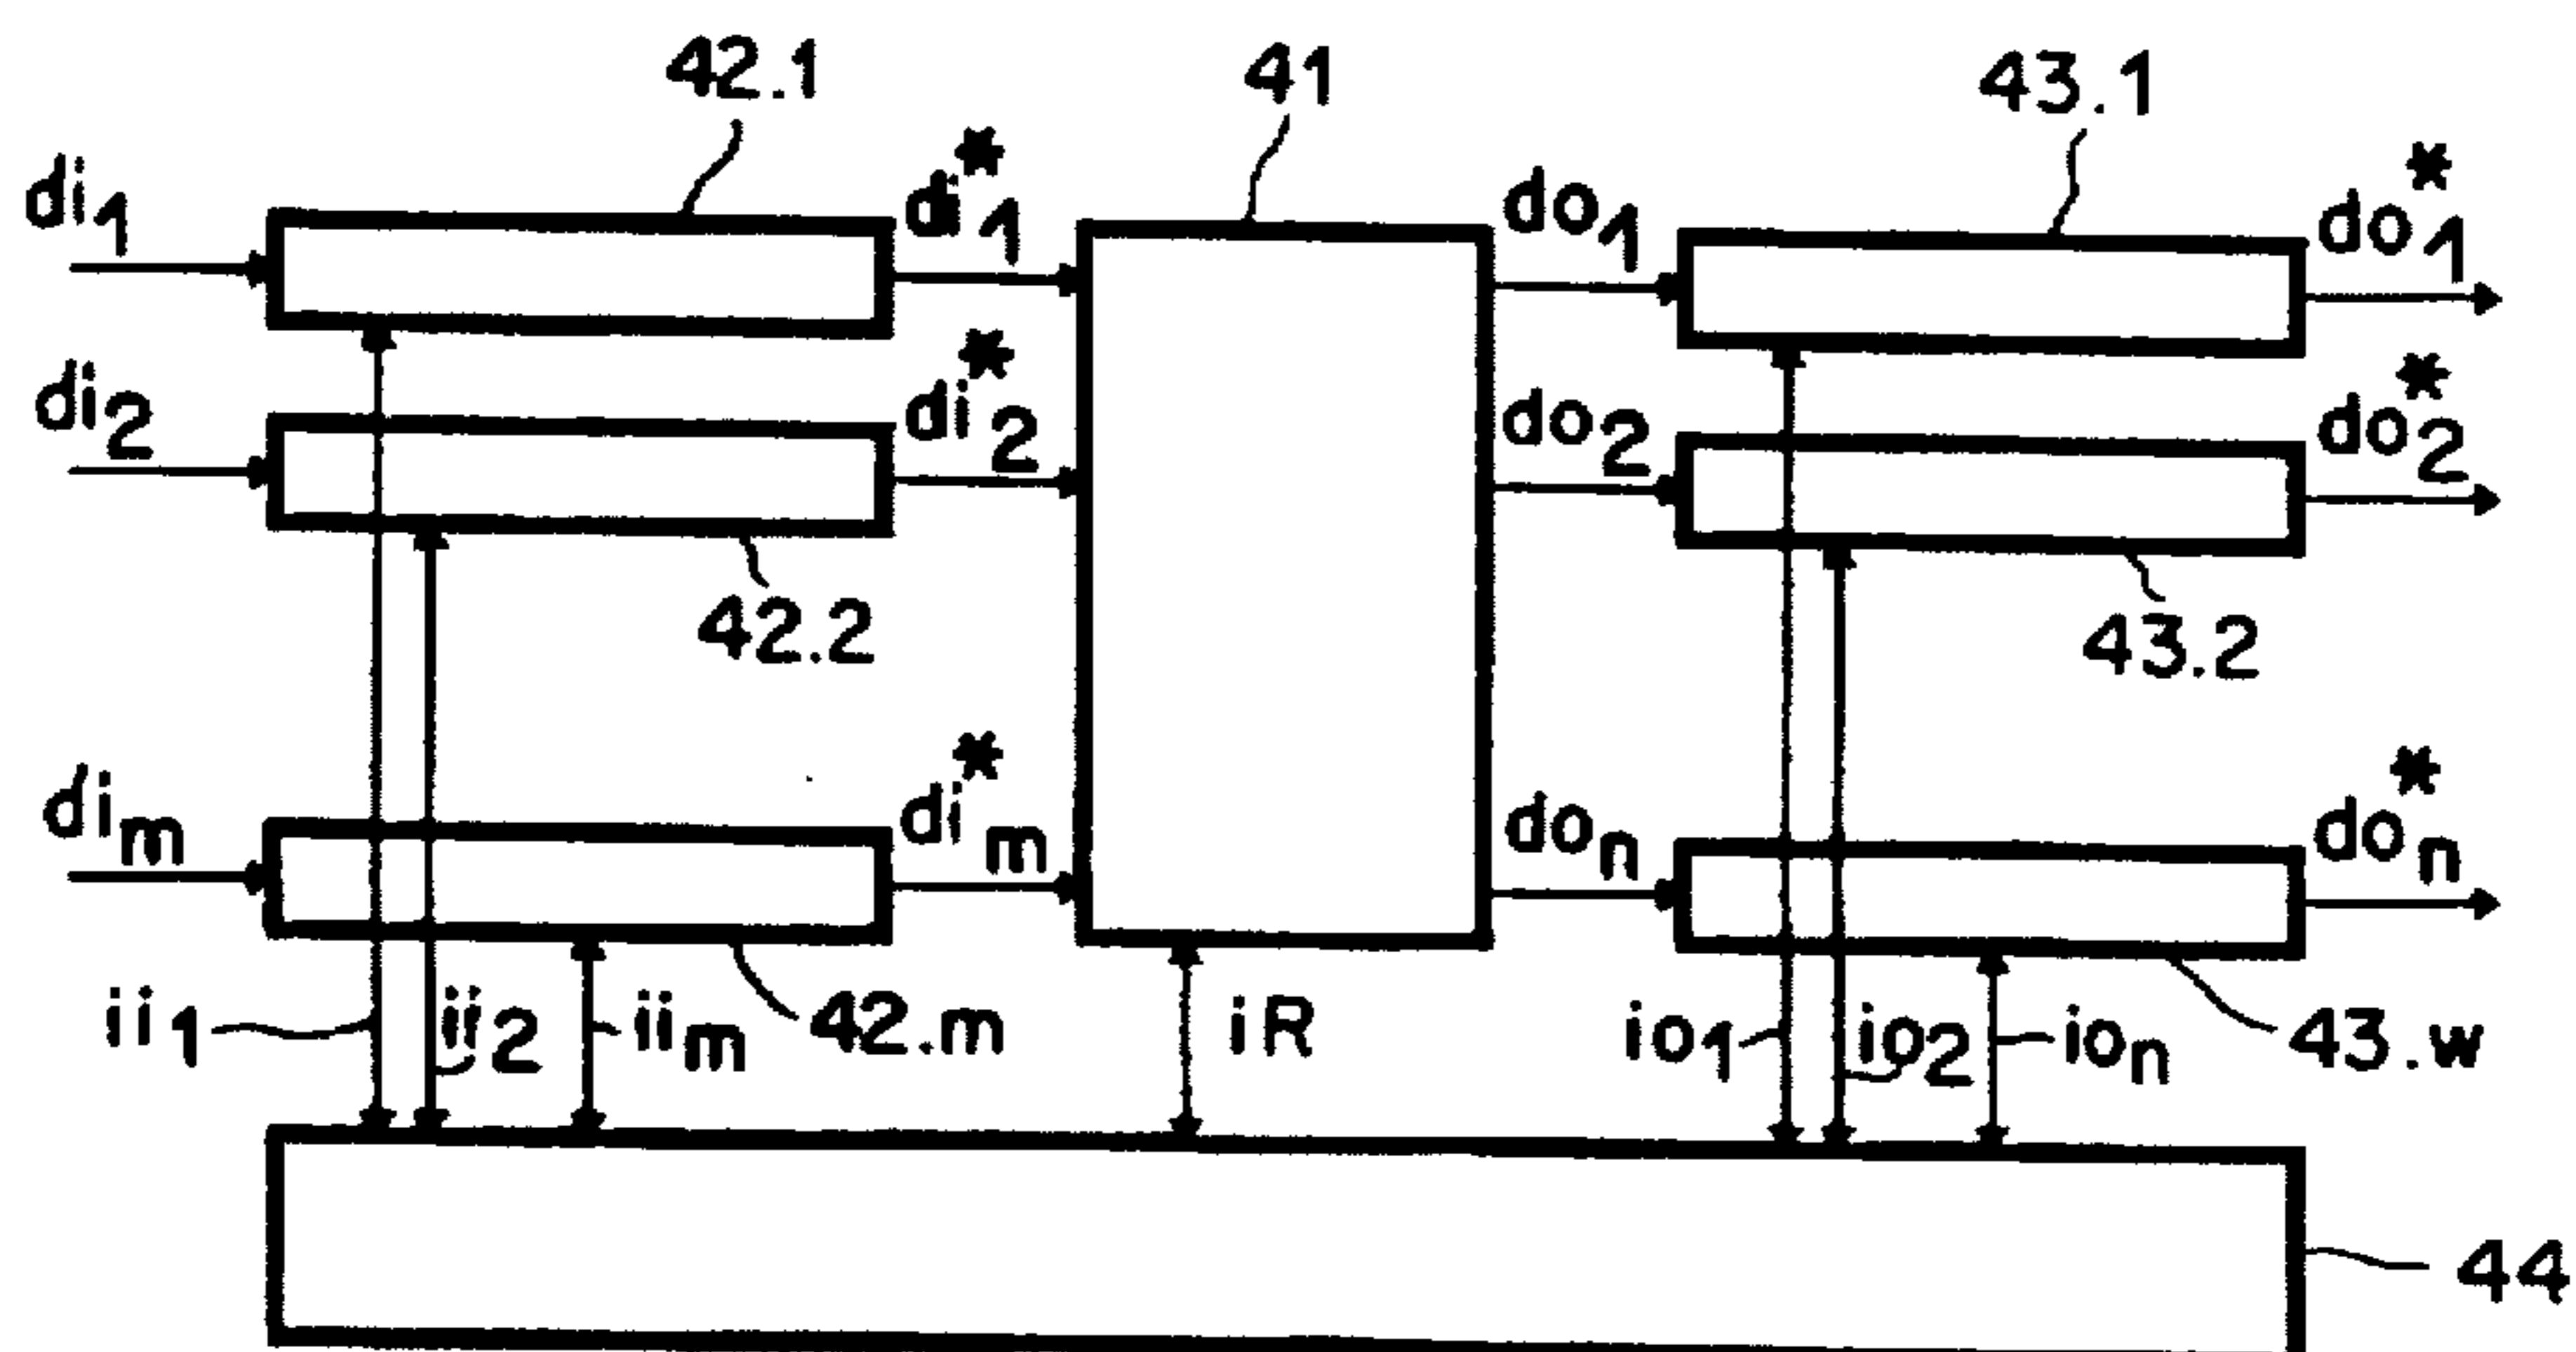 42.1 41 43.1
di1 di*1 do1 do*1
di2 di*2 do2 do*2
42.2 43.2
dim di*m don do*n
ii1 ii2 iim 42.m iR io1 io2 ion 43.w
44